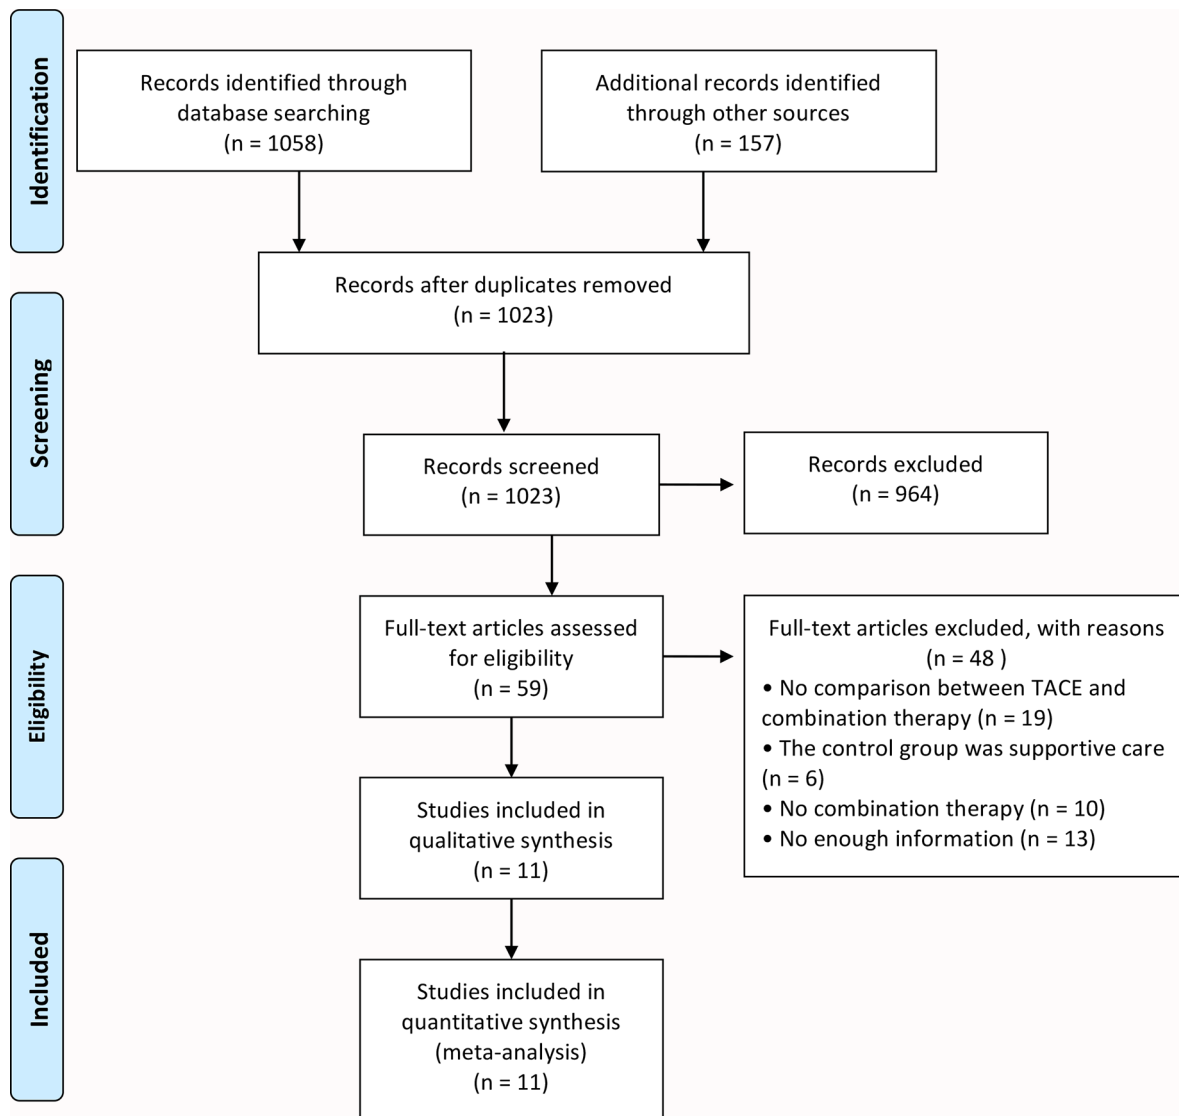 Identification
Records identified through
database searching
(n = 1058)
Additional records identified
through other sources
(n = 157)
Records after duplicates removed
(n = 1023)
Screening
Records screened
(n = 1023)
Records excluded
(n = 964)
Eligibility
Full-text articles assessed
for eligibility
(n = 59)
Full-text articles excluded, with reasons
(n = 48 )
• No comparison between TACE and
combination therapy (n = 19)
• The control group was supportive care
(n = 6)
• No combination therapy (n = 10)
• No enough information (n = 13)
Studies included in
qualitative synthesis
(n = 11)
Included
Studies included in
quantitative synthesis
(meta-analysis)
(n = 11)